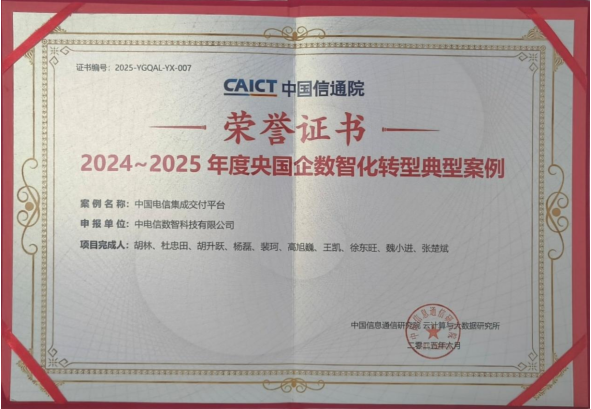 证书编号：2025-YGQAL-YX-007
CAICT 中国信通院
荣誉证书
2024~2025 年度央国企数智化转型典型案例
案例名称：中国电信集成交付平台
申报单位：中电信数智科技有限公司
项目完成人：胡林、杜忠田、胡升跃、杨磊、裴珂、高旭巍、王凯、徐东旺、魏小进、张楚斌
中国信息通信研究院 云计算与大数据研究所
二〇二五年六月